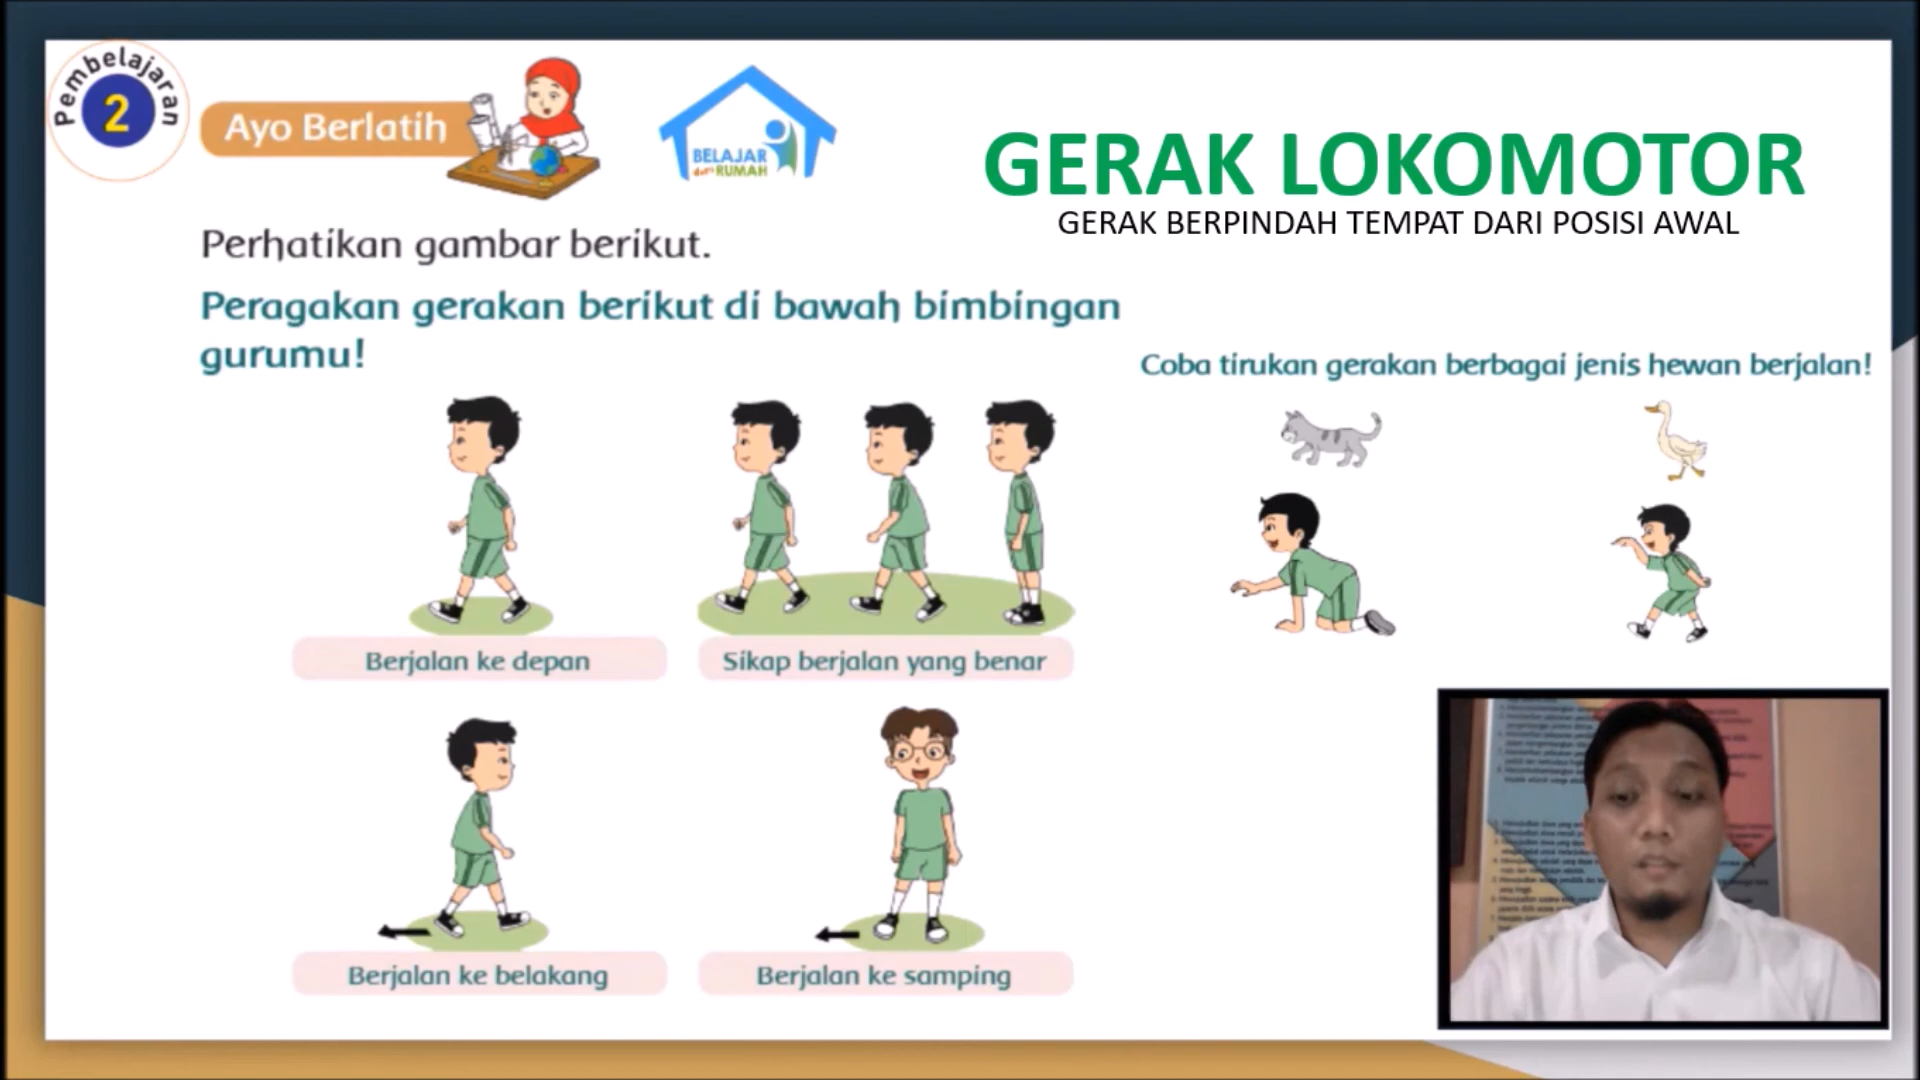 Pembelajaran
2
Ayo Berlatih
BELAJAR
dari RUMAH
GERAK LOKOMOTOR
GERAK BERPINDAH TEMPAT DARI POSISI AWAL
Perhatikan gambar berikut.
Peragakan gerakan berikut di bawah bimbingan
gurumu!
Coba tirukan gerakan berbagai jenis hewan berjalan!
Berjalan ke depan
Sikap berjalan yang benar
Berjalan ke belakang
Berjalan ke samping